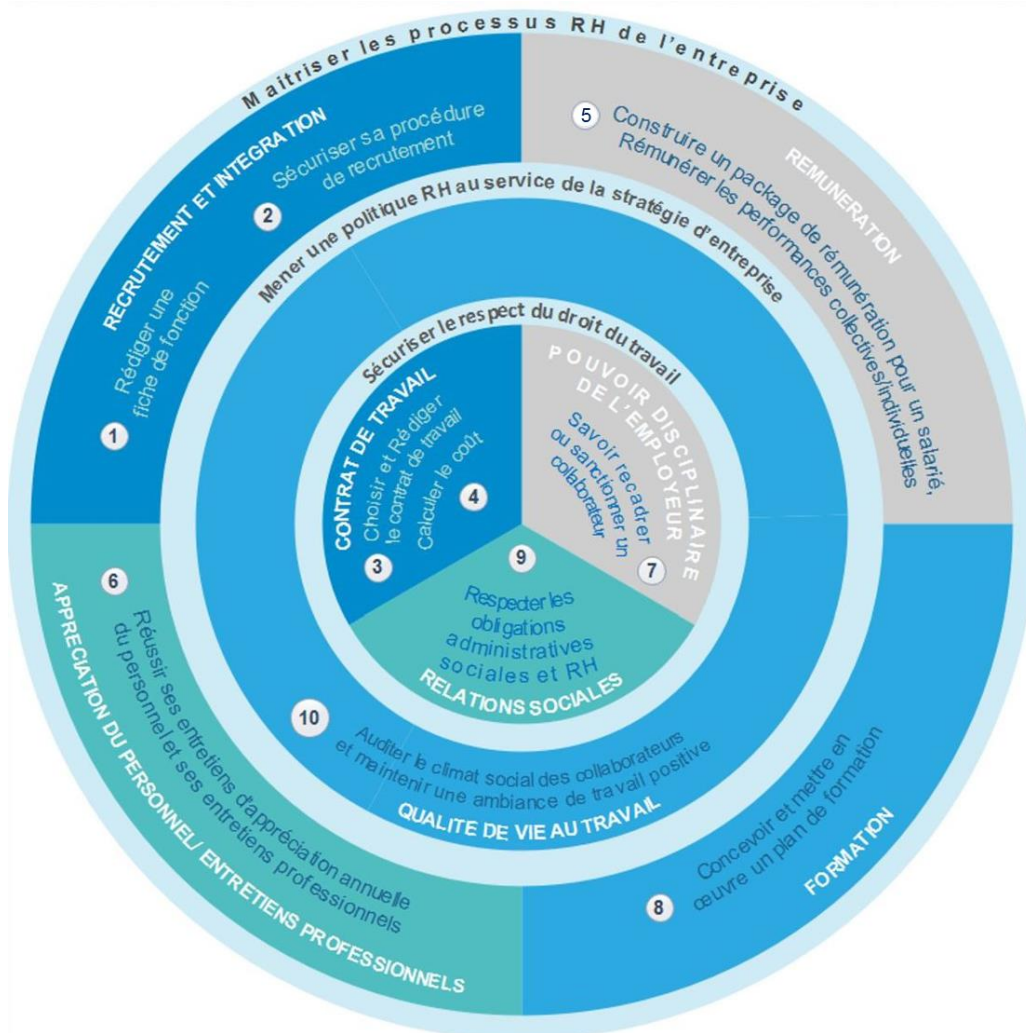 Maitriser les processus RH de l'entreprise
RECRUTEMENT ET INTEGRATION
1
Rédiger une
fiche de fonction
2
Sécuriser sa procédure
de recrutement
REMUNERATION
5
Construire un package de rémunération pour un salarié,
Rémunérer les performances collectives/individuelles
Mener une politique RH au service de la stratégie d'entreprise
Sécuriser le respect du droit du travail
CONTRAT DE TRAVAIL
3
Choisir et Rédiger
le contrat de travail
Calculer le coût
4
POUVOIR DISCIPLINAIRE
DE L'EMPLOYEUR
Savoir recadrer
ou sanctionner un
collaborateur
7
9
Respecter les
obligations
administratives
sociales et RH
RELATIONS SOCIALES
10
Auditer le climat social des collaborateurs
et maintenir une ambiance de travail positive
QUALITE DE VIE AU TRAVAIL
6
Réussir ses entretiens d'appréciation annuelle
du personnel et ses entretiens professionnels
APPRECIATION DU PERSONNEL/ ENTRETIENS PROFESSIONNELS
8
Concevoir et mettre en
œuvre un plan de formation
FORMATION